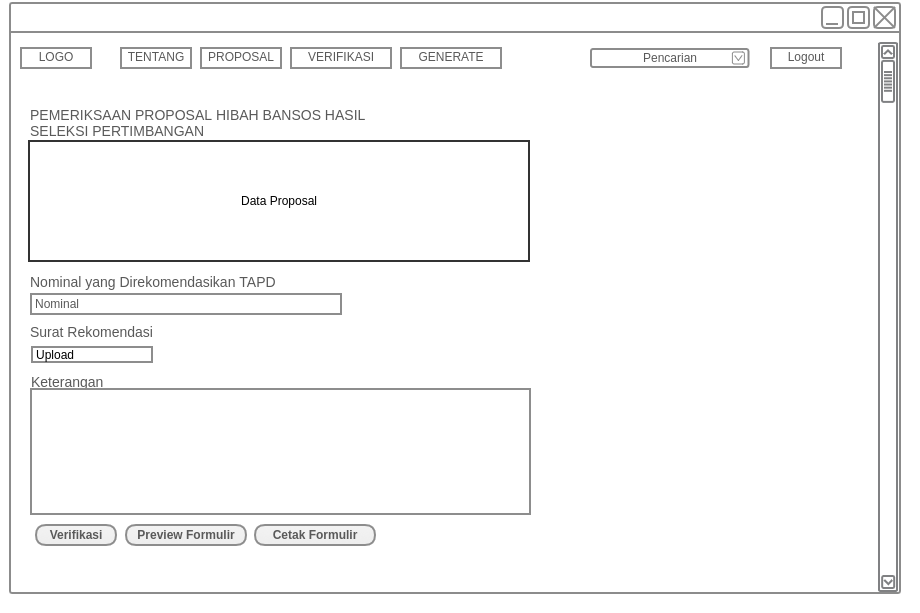 LOGO
TENTANG
PROPOSAL
VERIFIKASI
GENERATE
Pencarian
Logout
PEMERIKSAAN PROPOSAL HIBAH BANSOS HASIL
SELEKSI PERTIMBANGAN
Data Proposal
Nominal yang Direkomendasikan TAPD
Nominal
Surat Rekomendasi
Upload
Keterangan
Verifikasi
Preview Formulir
Cetak Formulir